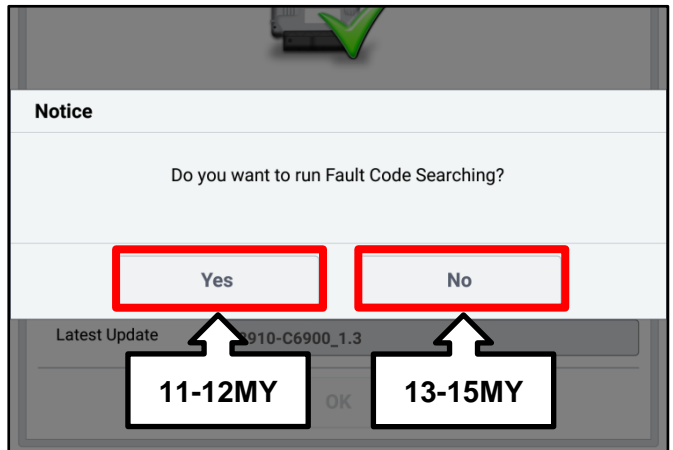 Notice
Do you want to run Fault Code Searching?
Yes
No
Latest Update
8910-C6900_1.3
11-12MY
13-15MY
OK